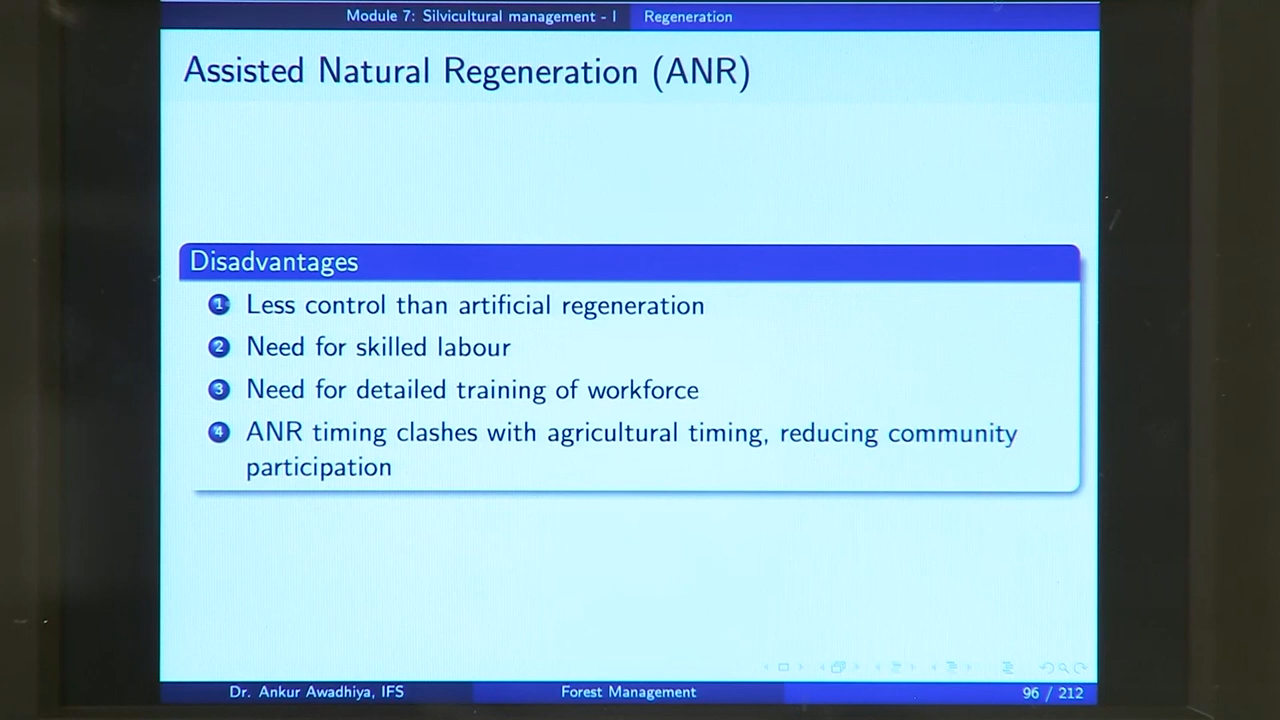 Module 7: Silvicultural management - I Regeneration
Assisted Natural Regeneration (ANR)
Disadvantages
1 Less control than artificial regeneration
2 Need for skilled labour
3 Need for detailed training of workforce
4 ANR timing clashes with agricultural timing, reducing community
participation
Dr. Ankur Awadhiya, IFS Forest Management 96 / 212